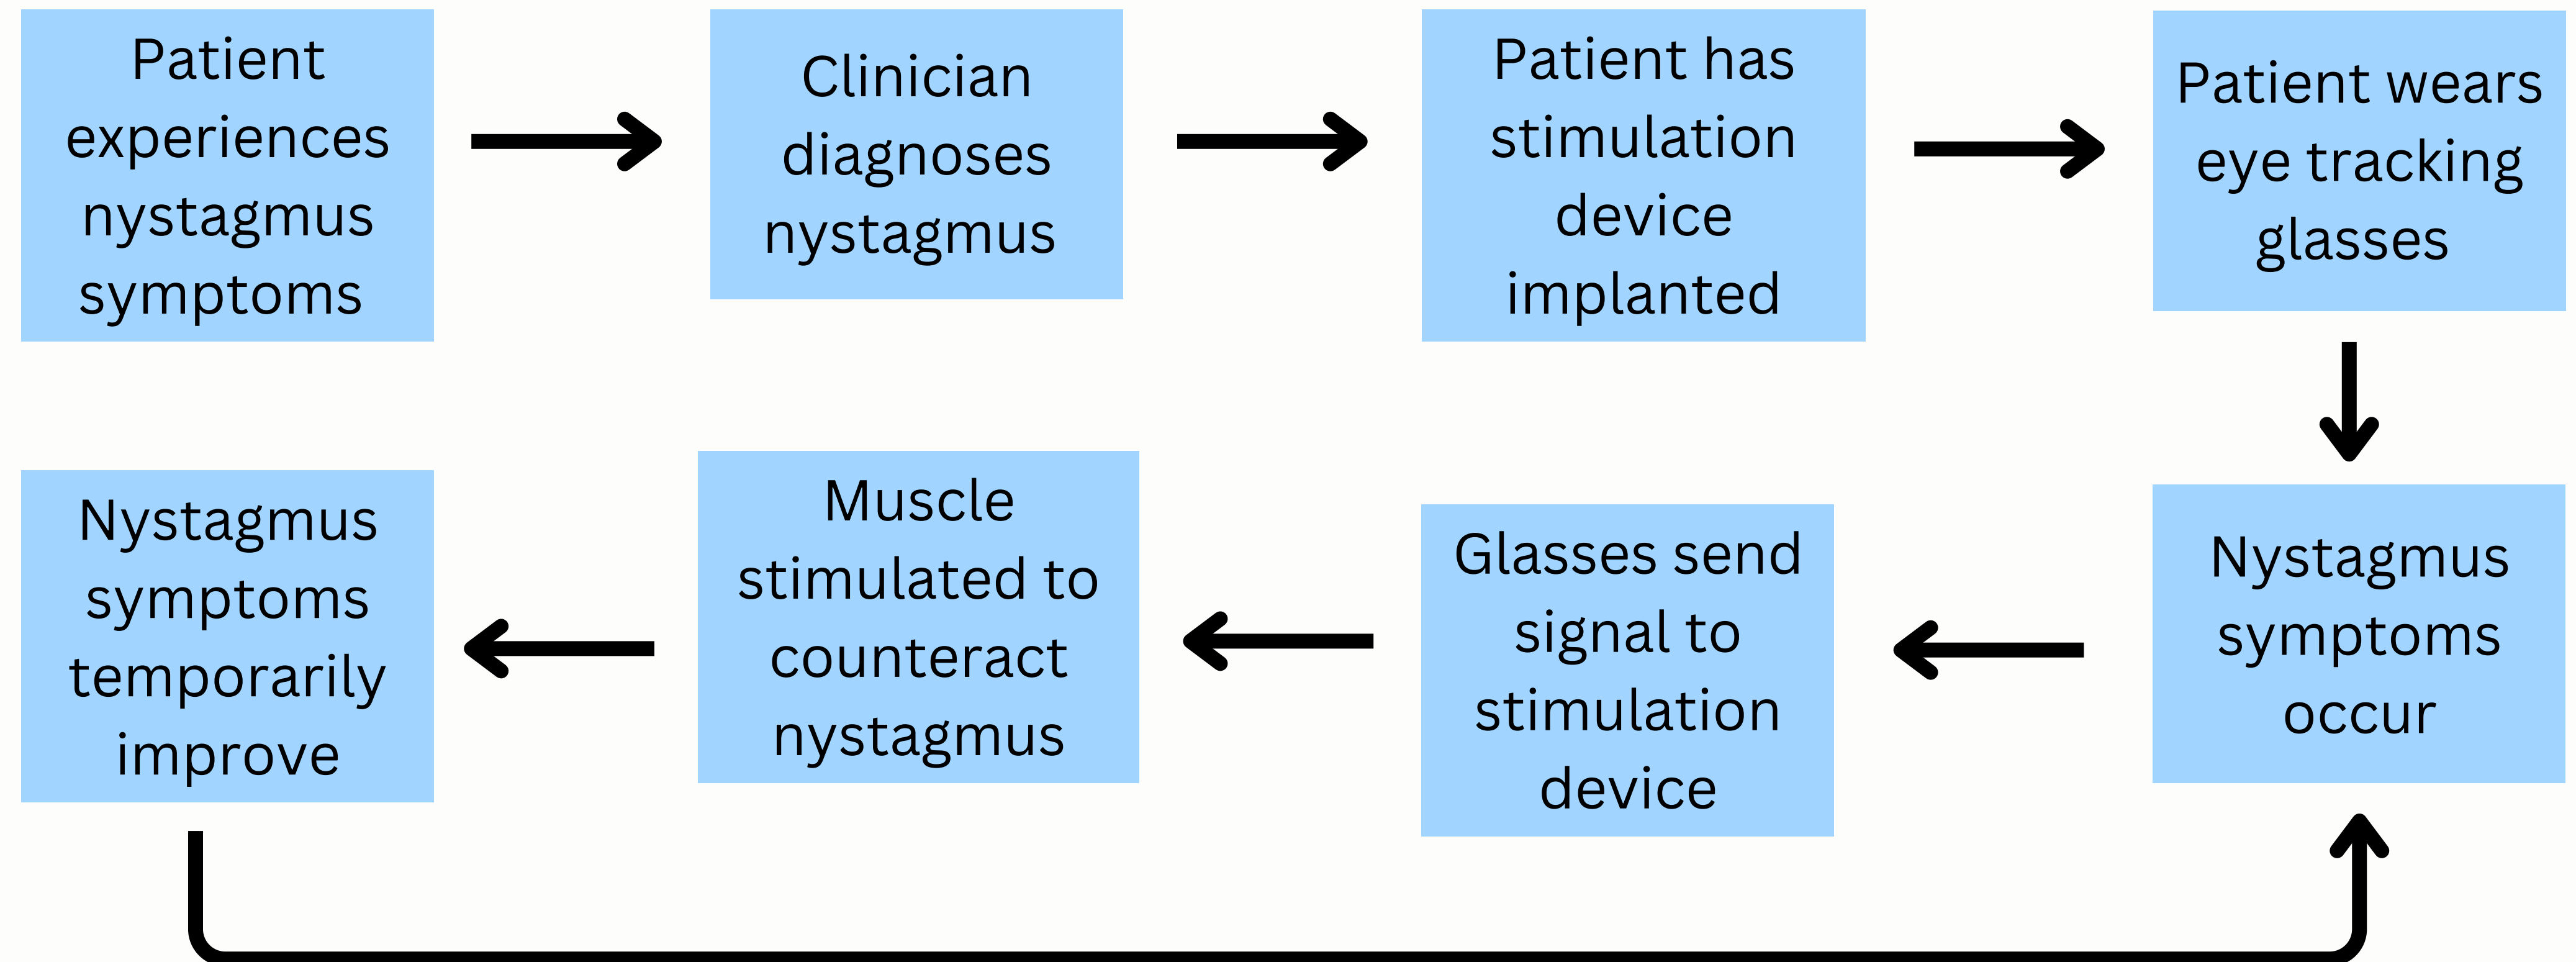 Patient
experiences
nystagmus
symptoms
Clinician
diagnoses
nystagmus
Patient has
stimulation
device
implanted
Patient wears
eye tracking
glasses
Nystagmus
symptoms
occur
Glasses send
signal to
stimulation
device
Muscle
stimulated to
counteract
nystagmus
Nystagmus
symptoms
temporarily
improve